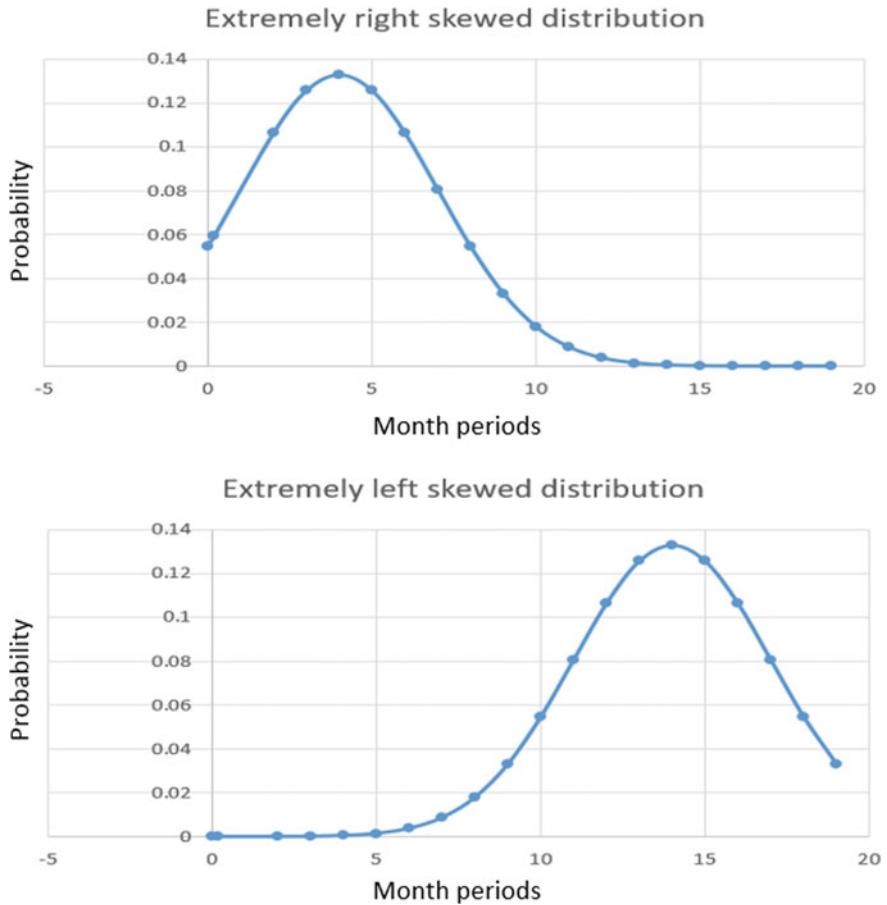 Extremely right skewed distribution
0.14
0.12
0.1
0.08
0.06
0.04
0.02
0
Probability
-5 0 5 10 15 20
Month periods
Extremely left skewed distribution
0.14
0.12
0.1
0.08
0.06
0.04
0.02
0
Probability
-5 0 5 10 15 20
Month periods